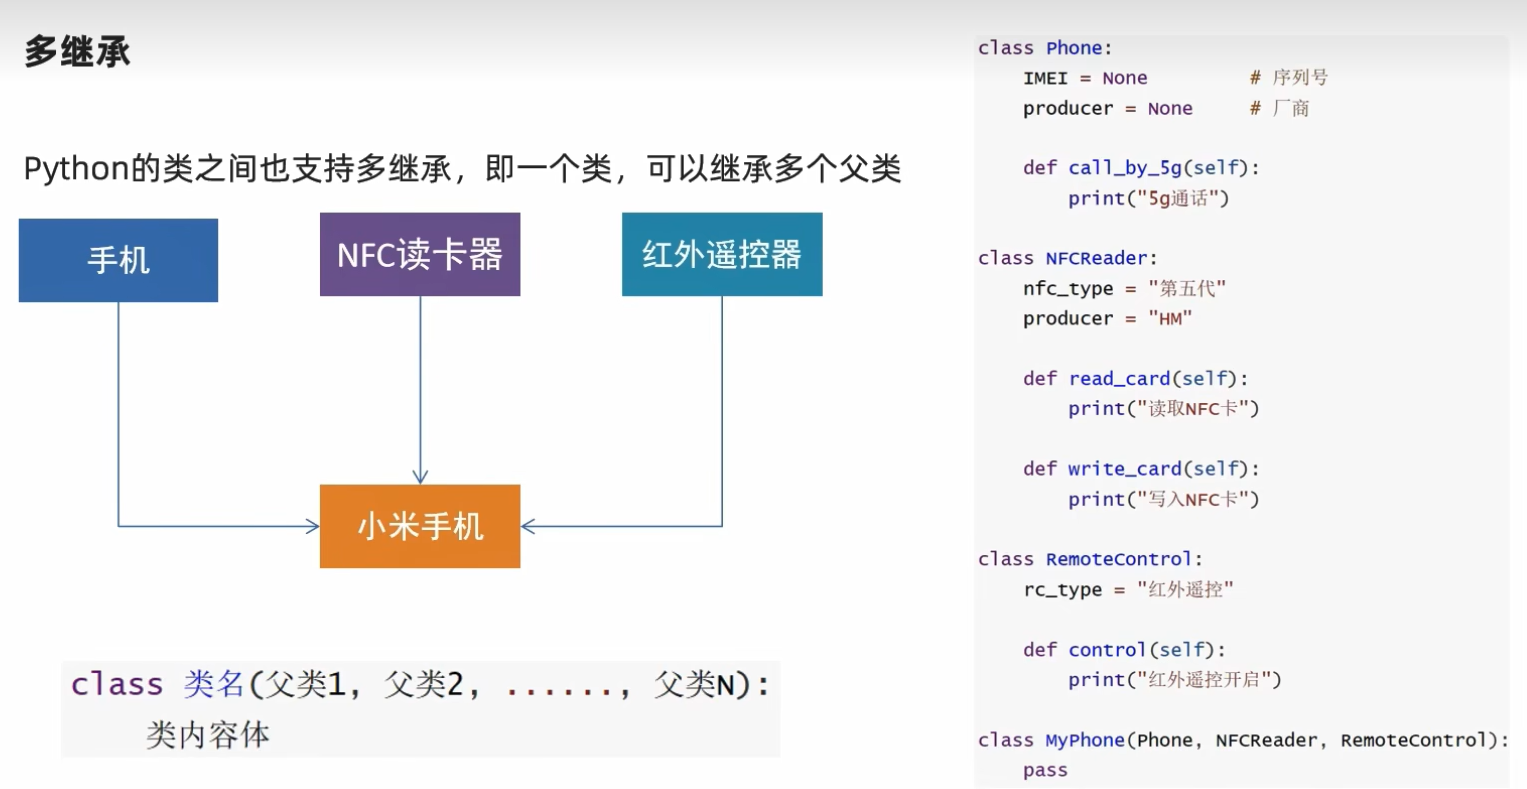 多继承
Python的类之间也支持多继承，即一个类，可以继承多个父类
手机
NFC读卡器
红外遥控器
小米手机
class 类名(父类1, 父类2, ......, 父类N):
    类内容体
class Phone:
    IMEI = None         # 序列号
    producer = None     # 厂商
    def call_by_5g(self):
        print("5g通话")
class NFCReader:
    nfc_type = "第五代"
    producer = "HM"
    def read_card(self):
        print("读取NFC卡")
    def write_card(self):
        print("写入NFC卡")
class RemoteControl:
    rc_type = "红外遥控"
    def control(self):
        print("红外遥控开启")
class MyPhone(Phone, NFCReader, RemoteControl):
    pass